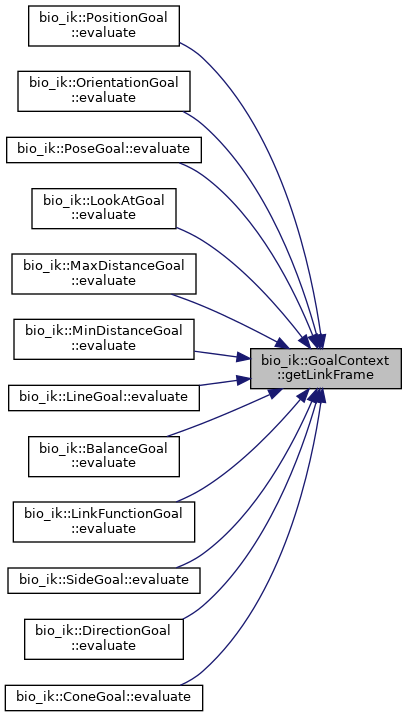 bio_ik::PositionGoal
::evaluate
bio_ik::OrientationGoal
::evaluate
bio_ik::PoseGoal::evaluate
bio_ik::LookAtGoal
::evaluate
bio_ik::MaxDistanceGoal
::evaluate
bio_ik::MinDistanceGoal
::evaluate
bio_ik::LineGoal::evaluate
bio_ik::BalanceGoal
::evaluate
bio_ik::LinkFunctionGoal
::evaluate
bio_ik::SideGoal::evaluate
bio_ik::DirectionGoal
::evaluate
bio_ik::ConeGoal::evaluate
bio_ik::GoalContext
::getLinkFrame